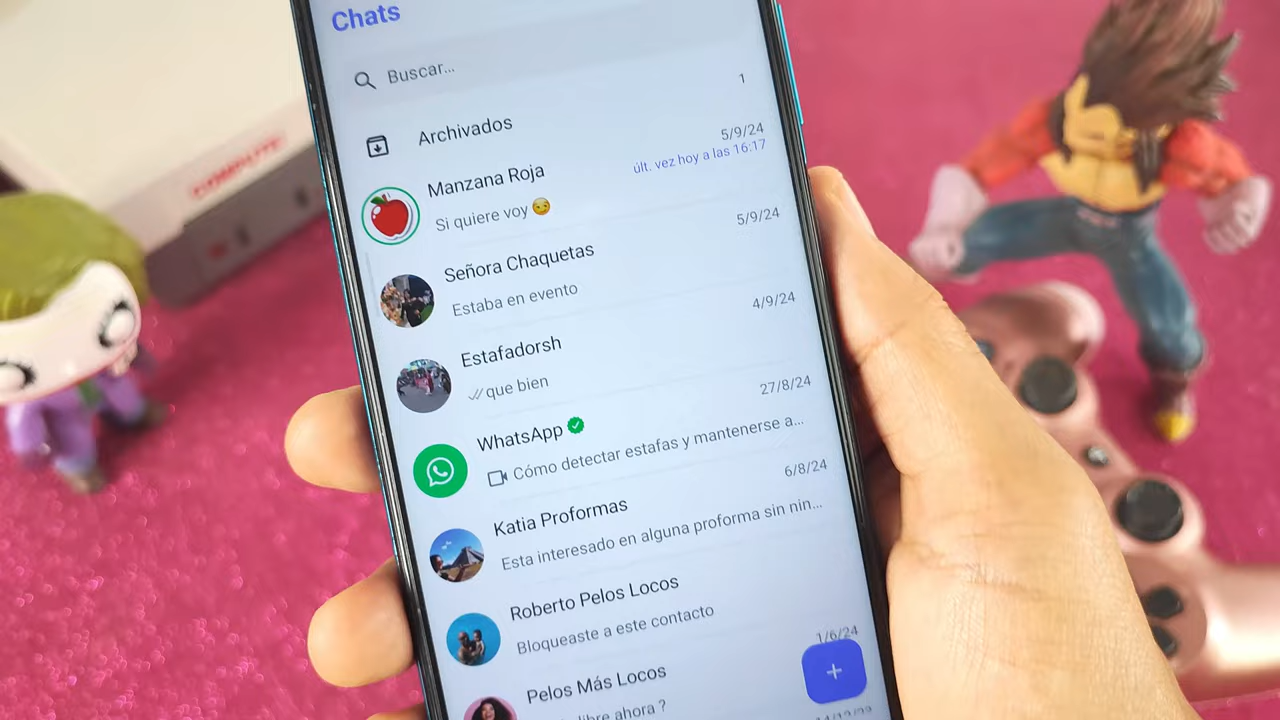 Chats
Buscar...
Archivados
1
Manzana Roja
5/9/24
últ. vez hoy a las 16:17
Si quiere voy 😏
Señora Chaquetas
5/9/24
Estaba en evento
Estafadorsh
4/9/24
que bien
WhatsApp
27/8/24
Cómo detectar estafas y mantenerse a...
Katia Proformas
6/8/24
Esta interesado en alguna proforma sin nin...
Roberto Pelos Locos
Bloqueaste a este contacto
1/6/24
Pelos Más Locos
libre ahora ?
+
COMPUTE